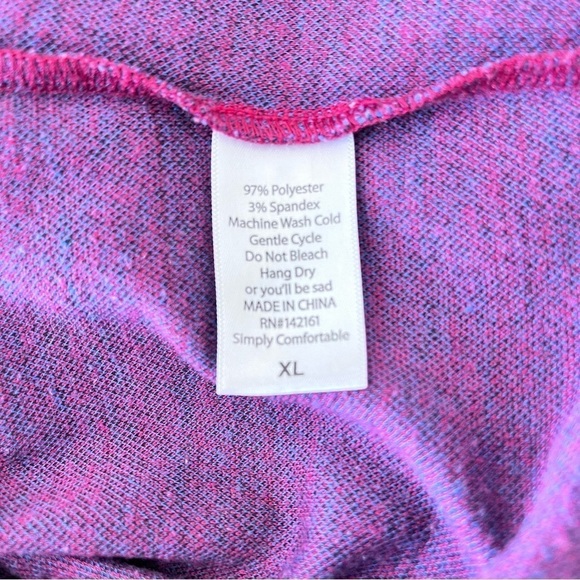 97% Polyester
3% Spandex
Machine Wash Cold
Gentle Cycle
Do Not Bleach
Hang Dry
or you'll be sad
MADE IN CHINA
RN#142161
Simply Comfortable
XL